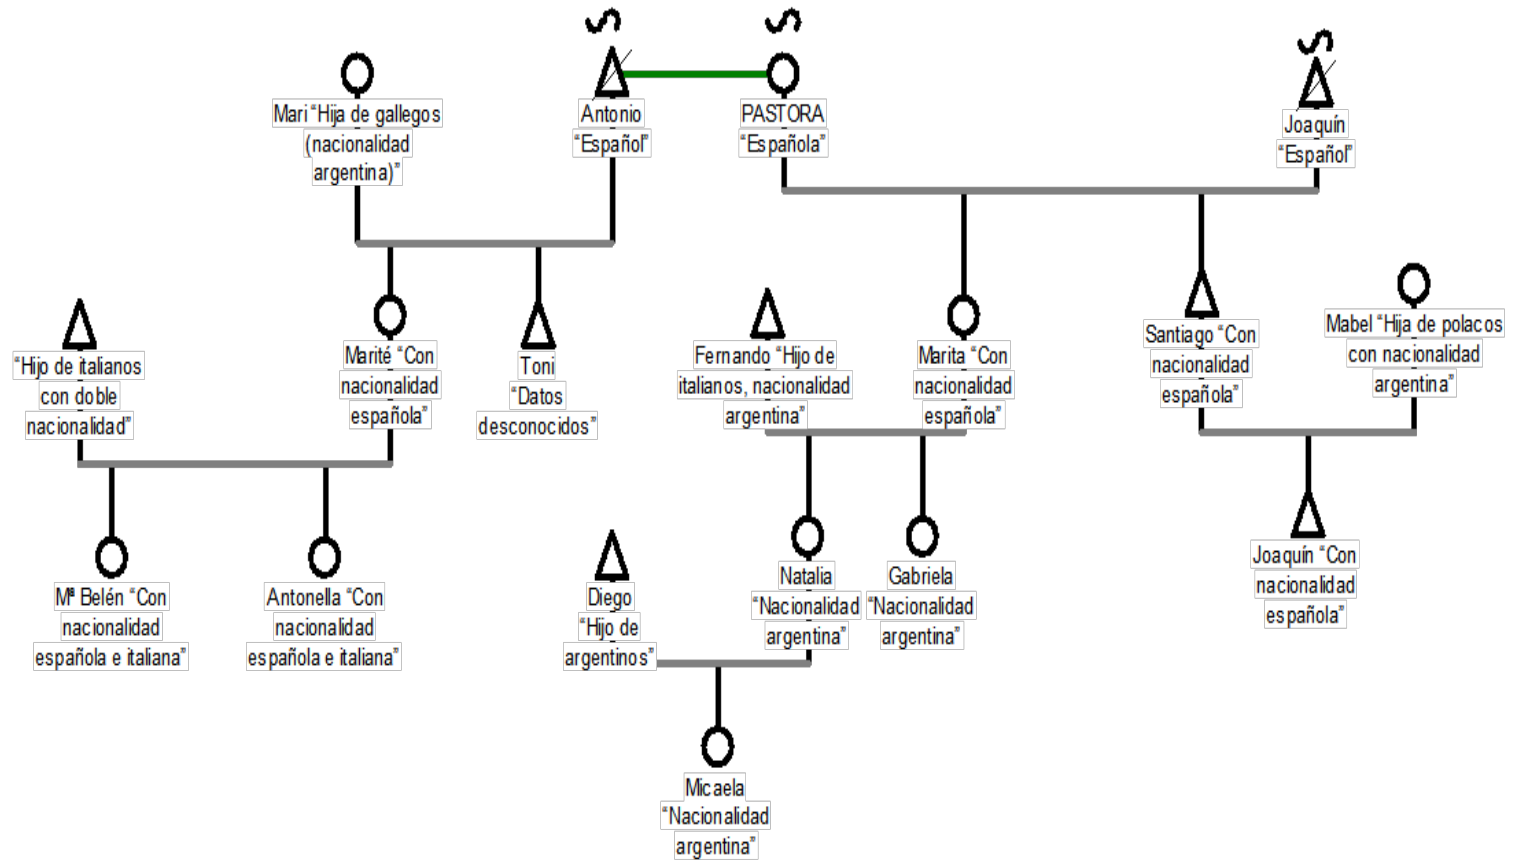 Mari “Hija de gallegos
(nacionalidad
argentina)”
Antonio
“Español”
PASTORA
“Española”
Joaquín
“Español”
“Hijo de italianos
con doble
nacionalidad”
Marité “Con
nacionalidad
española”
Toni
“Datos
desconocidos”
Fernando “Hijo de
italianos, nacionalidad
argentina”
Marita “Con
nacionalidad
española”
Santiago “Con
nacionalidad
española”
Mabel “Hija de polacos
con nacionalidad
argentina”
Mª Belén “Con
nacionalidad
española e italiana”
Antonella “Con
nacionalidad
española e italiana”
Diego
“Hijo de
argentinos”
Natalia
“Nacionalidad
argentina”
Gabriela
“Nacionalidad
argentina”
Joaquín “Con
nacionalidad
española”
Micaela
“Nacionalidad
argentina”